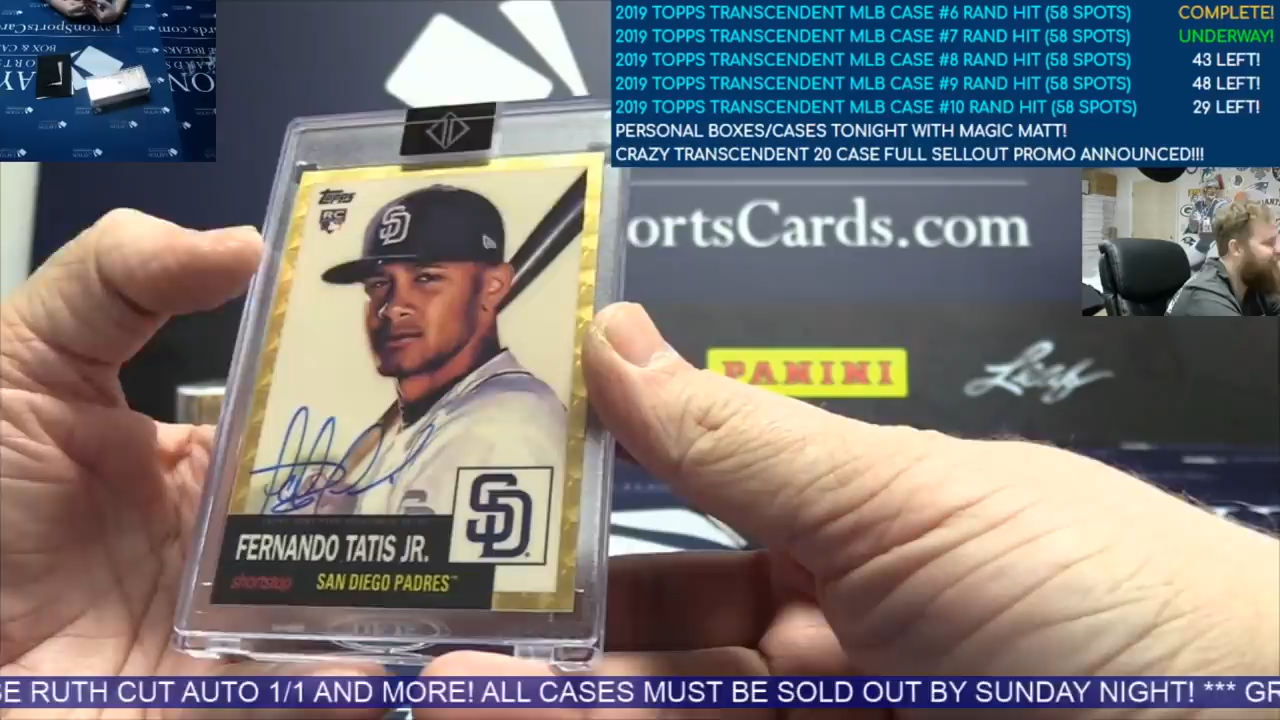 2019 TOPPS TRANSCENDENT MLB CASE #6 RAND HIT (58 SPOTS) COMPLETE!
2019 TOPPS TRANSCENDENT MLB CASE #7 RAND HIT (58 SPOTS) UNDERWAY!
2019 TOPPS TRANSCENDENT MLB CASE #8 RAND HIT (58 SPOTS) 43 LEFT!
2019 TOPPS TRANSCENDENT MLB CASE #9 RAND HIT (58 SPOTS) 48 LEFT!
2019 TOPPS TRANSCENDENT MLB CASE #10 RAND HIT (58 SPOTS) 29 LEFT!
PERSONAL BOXES/CASES TONIGHT WITH MAGIC MATT!
CRAZY TRANSCENDENT 20 CASE FULL SELLOUT PROMO ANNOUNCED!!!
ortsCards.com
PANINI
Leaf
TOPPS
RC
SD
SD
FERNANDO TATIS JR.
shortstop SAN DIEGO PADRES™
SE RUTH CUT AUTO 1/1 AND MORE! ALL CASES MUST BE SOLD OUT BY SUNDAY NIGHT! *** GR